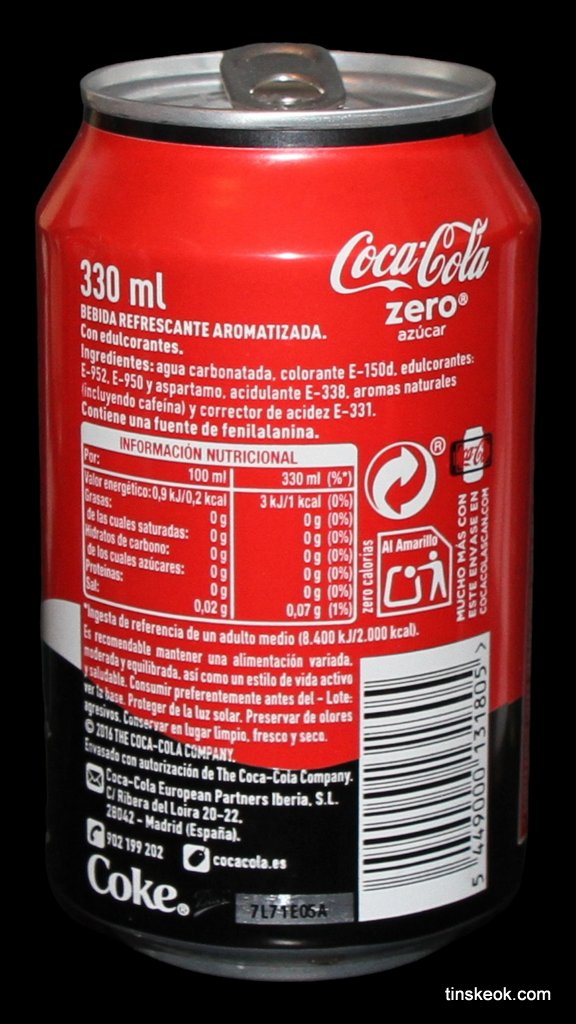 Coca-Cola
zero®
azúcar
330 ml
BEBIDA REFRESCANTE AROMATIZADA.
Con edulcorantes.
Ingredientes: agua carbonatada, colorante E-150d, edulcorantes:
E-952, E-950 y aspartamo, acidulante E-338, aromas naturales
(incluyendo cafeína) y corrector de acidez E-331.
Contiene una fuente de fenilalanina.
INFORMACIÓN NUTRICIONAL
Por: 100 ml 330 ml (%*)
Valor energético: 0,9 kJ/0,2 kcal 3 kJ/1 kcal (0%)
Grasas: 0 g 0 g (0%)
de las cuales saturadas: 0 g 0 g (0%)
Hidratos de carbono: 0 g 0 g (0%)
de los cuales azúcares: 0 g 0 g (0%)
Proteínas: 0 g 0 g (0%)
Sal: 0,02 g 0,07 g (1%)
zero calorías
®
Al Amarillo
Coca-Cola
MUCHO MÁS CON
ESTE ENVASE EN
COCACOLASCAN.COM
*Ingesta de referencia de un adulto medio (8.400 kJ/2.000 kcal).
Es recomendable mantener una alimentación variada,
moderada y equilibrada, así como un estilo de vida activo
y saludable. Consumir preferentemente antes del - Lote:
ver la base. Proteger de la luz solar. Preservar de olores
agresivos. Conservar en lugar limpio, fresco y seco.
© 2016 THE COCA-COLA COMPANY.
Envasado con autorización de The Coca-Cola Company.
Coca-Cola European Partners Iberia, S.L.
C/ Ribera del Loira 20-22,
28042 - Madrid (España).
902 199 202
cocacola.es
Coke®
7L71E05A
5 449000 131805 >
tinskeok.com